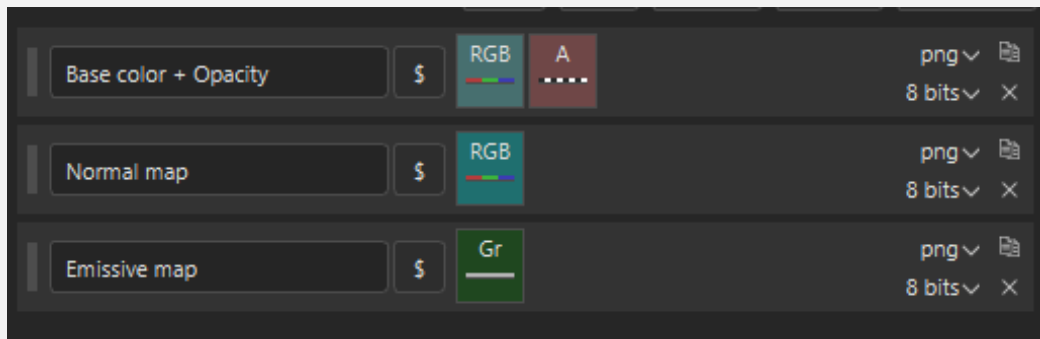 Base color + Opacity $ RGB A png 8 bits
Normal map $ RGB png 8 bits
Emissive map $ Gr png 8 bits